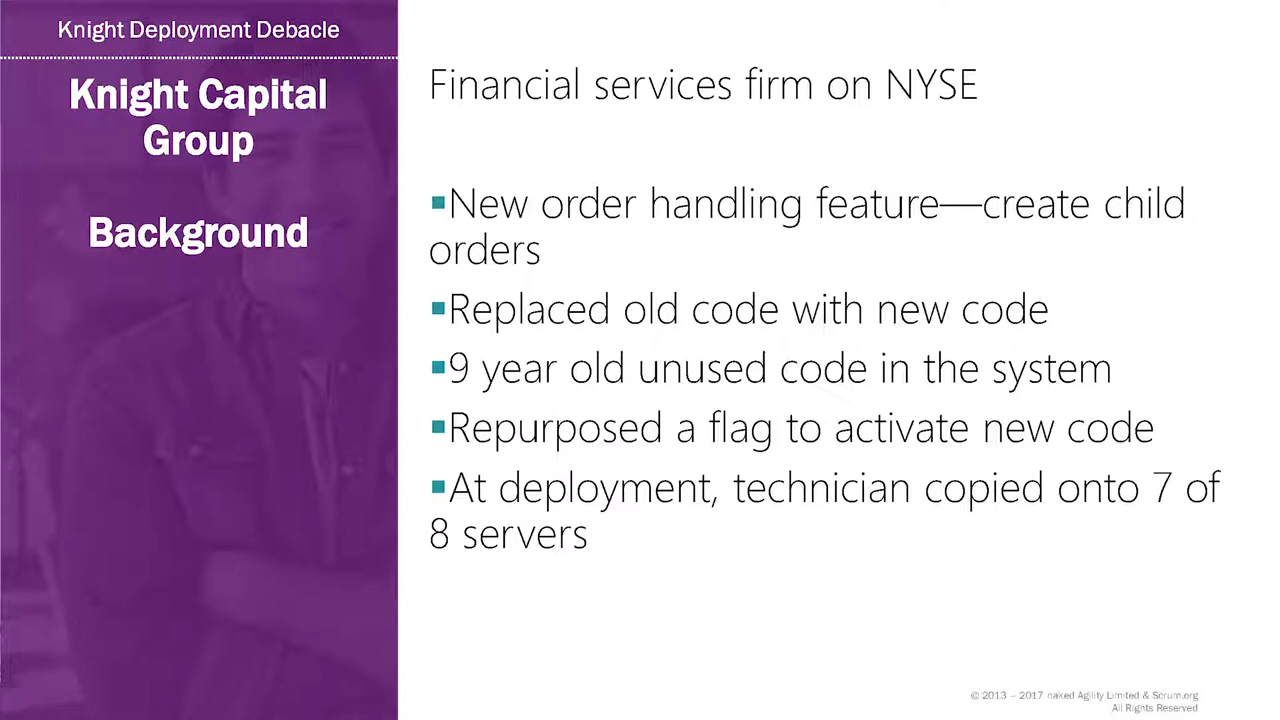 Knight Deployment Debacle
Knight Capital
Group
Background
Financial services firm on NYSE
▪New order handling feature—create child
orders
▪Replaced old code with new code
▪9 year old unused code in the system
▪Repurposed a flag to activate new code
▪At deployment, technician copied onto 7 of
8 servers
© 2013 – 2017 naked Agility Limited & Scrum.org
All Rights Reserved